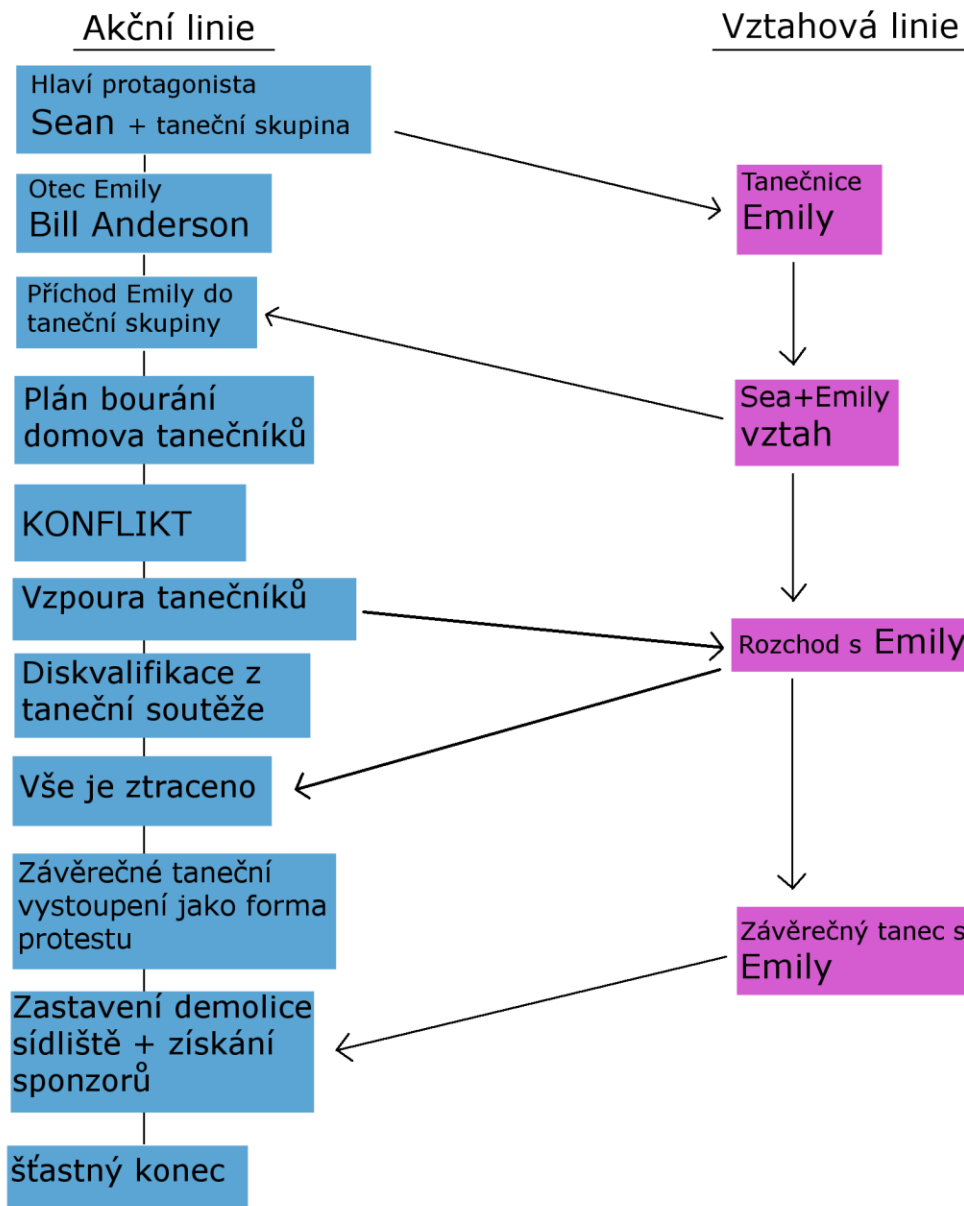 Akční linie
Hlaví protagonista
Sean + taneční skupina
Otec Emily
Bill Anderson
Příchod Emily do
taneční skupiny
Plán bourání
domova tanečníků
KONFLIKT
Vzpoura tanečníků
Diskvalifikace z
taneční soutěže
Vše je ztraceno
Závěrečné taneční
vystoupení jako forma
protestu
Zastavení demolice
sídliště + získání
sponzorů
šťastný konec
Vztahová linie
Tanečnice
Emily
Sea+Emily
vztah
Rozchod s Emily
Závěrečný tanec s
Emily